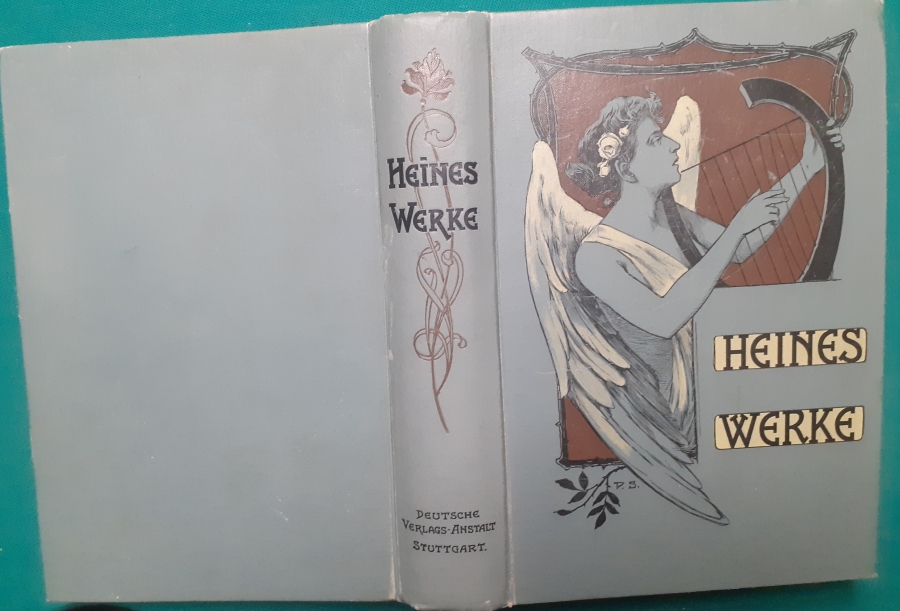 HEINES
WERKE
DEUTSCHE
VERLAGS-ANSTALT
STUTTGART.
HEINES
WERKE
P. S.